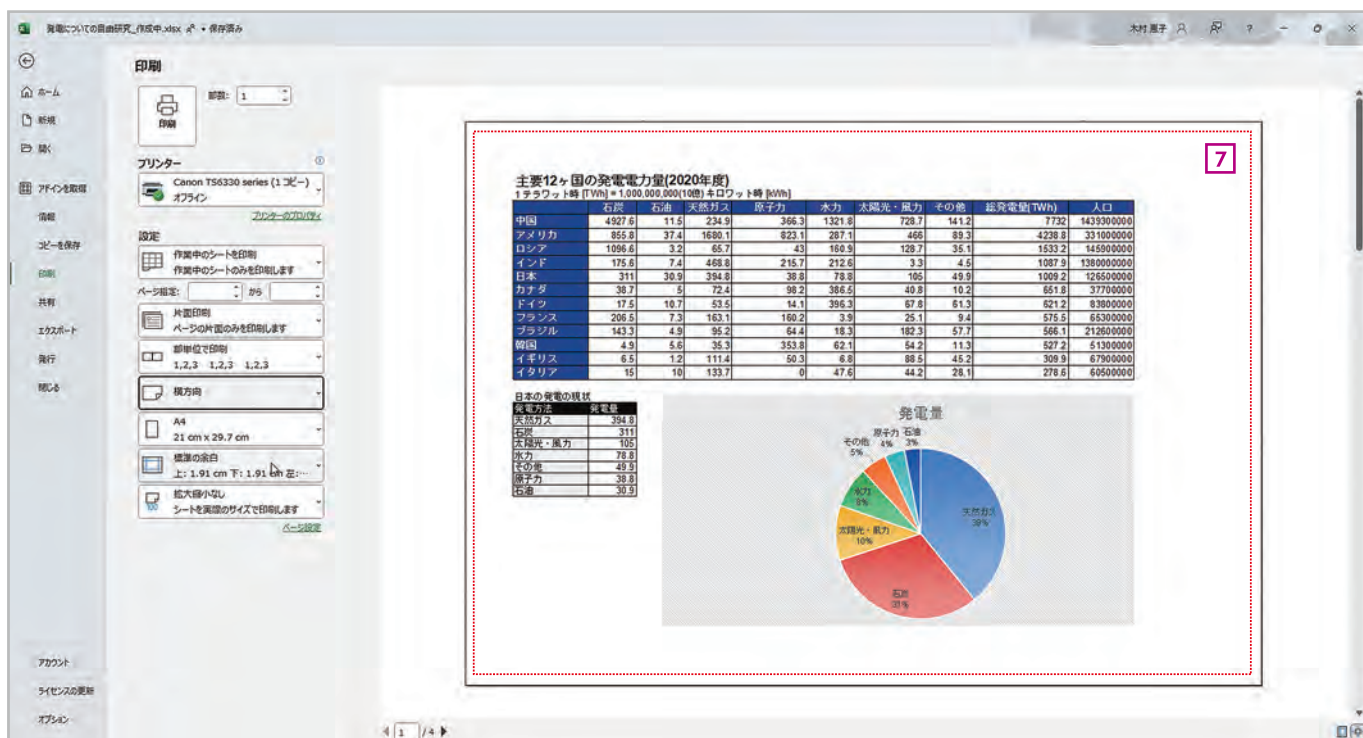 発電についての自由研究_作成中.xlsx • 保存済み
木村 恵子
?
ホーム
新規
開く
アドインを取得
情報
コピーを保存
印刷
共有
エクスポート
発行
閉じる
アカウント
ライセンスの更新
オプション
印刷
印刷
部数: 1
プリンター
Canon TS6330 series (1 コピー)
オフライン
プリンターのプロパティ
設定
作業中のシートを印刷
作業中のシートのみを印刷します
ページ指定: から
片面印刷
ページの片面のみを印刷します
部単位で印刷
1,2,3 1,2,3 1,2,3
横方向
A4
21 cm x 29.7 cm
標準の余白
上: 1.91 cm 下: 1.91 cm 左:…
拡大縮小なし
シートを実際のサイズで印刷します
100
ページ設定
7
主要12ヶ国の発電電力量(2020年度)
1 テラワット時 [TWh] = 1,000,000,000(10億) キロワット時 [kWh]
石炭 石油 天然ガス 原子力 水力 太陽光・風力 その他 総発電量(TWh) 人口
中国 4927.6 11.5 234.9 366.3 1321.8 728.7 141.2 7732 1439300000
アメリカ 855.8 37.4 1680.1 823.1 287.1 466 89.3 4238.8 331000000
ロシア 1096.6 3.2 65.7 43 160.9 128.7 35.1 1533.2 145900000
インド 175.6 7.4 468.8 215.7 212.6 3.3 4.5 1087.9 1380000000
日本 311 30.9 394.8 38.8 78.8 105 49.9 1009.2 126500000
カナダ 38.7 5 72.4 98.2 386.5 40.8 10.2 651.8 37700000
ドイツ 17.5 10.7 53.5 14.1 396.3 67.8 61.3 621.2 83800000
フランス 206.5 7.3 163.1 160.2 3.9 25.1 9.4 575.5 65300000
ブラジル 143.3 4.9 95.2 64.4 18.3 182.3 57.7 566.1 212600000
韓国 4.9 5.6 35.3 353.8 62.1 54.2 11.3 527.2 51300000
イギリス 6.5 1.2 111.4 50.3 6.8 88.5 45.2 309.9 67900000
イタリア 15 10 133.7 0 47.6 44.2 28.1 278.6 60500000
日本の発電の現状
発電方法 発電量
天然ガス 394.8
石炭 311
太陽光・風力 105
水力 78.8
その他 49.9
原子力 38.8
石油 30.9
発電量
石油
3%
原子力
4%
その他
5%
水力
8%
太陽光・風力
10%
石炭
31%
天然ガス
39%
1 /4